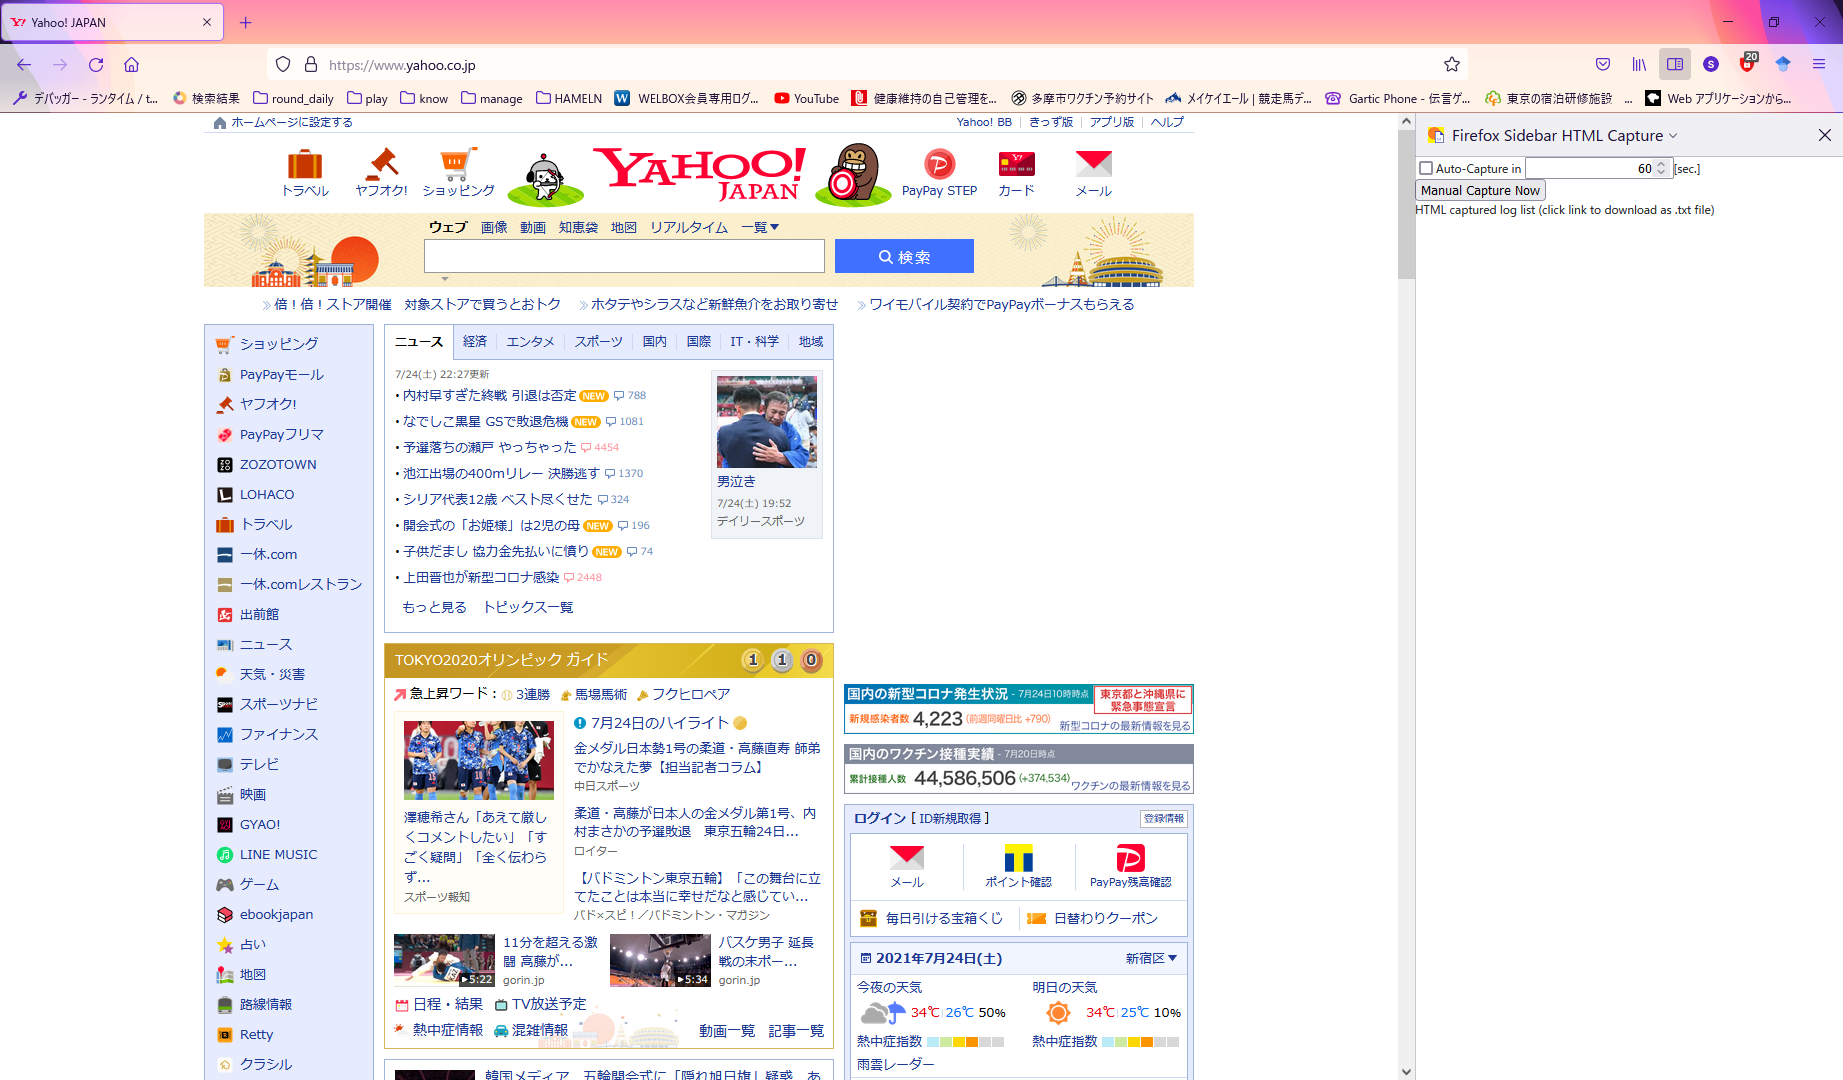 Yahoo! JAPAN
https://www.yahoo.co.jp
20
デバッガー - ランタイム / t...
検索結果
round_daily
play
know
manage
HAMELN
WELBOX会員専用ログ...
YouTube
健康維持の自己管理を...
多摩市ワクチン予約サイト
メイケイエール | 競走馬デ...
Gartic Phone - 伝言ゲ...
東京の宿泊研修施設 ...
Web アプリケーションから...
ホームページに設定する
Yahoo! BB
きっず版
アプリ版
ヘルプ
トラベル
ヤフオク!
ショッピング
YAHOO!
JAPAN
PayPay STEP
カード
メール
ウェブ 画像 動画 知恵袋 地図 リアルタイム 一覧▼
検索
倍！倍！ストア開催 対象ストアで買うとおトク
ホタテやシラスなど新鮮魚介をお取り寄せ
ワイモバイル契約でPayPayボーナスもらえる
ショッピング
PayPayモール
ヤフオク!
PayPayフリマ
ZOZOTOWN
LOHACO
トラベル
一休.com
一休.comレストラン
出前館
ニュース
天気・災害
スポーツナビ
ファイナンス
テレビ
映画
GYAO!
LINE MUSIC
ゲーム
ebookjapan
占い
地図
路線情報
Retty
クラシル
ニュース 経済 エンタメ スポーツ 国内 国際 IT・科学 地域
7/24(土) 22:27更新
・内村早すぎた終戦 引退は否定 NEW 788
・なでしこ黒星 GSで敗退危機 NEW 1081
・予選落ちの瀬戸 やっちゃった 4454
・池江出場の400mリレー 決勝逃す 1370
・シリア代表12歳 ベスト尽くせた 324
・開会式の「お姫様」は2児の母 NEW 196
・子供だまし 協力金先払いに憤り NEW 74
・上田晋也が新型コロナ感染 2448
もっと見る トピックス一覧
男泣き
7/24(土) 19:52
デイリースポーツ
TOKYO2020オリンピック ガイド
1 1 0
急上昇ワード： 3連勝 馬場馬術 フクヒロペア
澤穂希さん「あえて厳し
くコメントしたい」「す
ごく疑問」「全く伝わら
ず...
スポーツ報知
7月24日のハイライト
金メダル日本勢1号の柔道・高藤直寿 師弟
でかなえた夢【担当記者コラム】
中日スポーツ
柔道・高藤が日本人の金メダル第1号、内
村まさかの予選敗退 東京五輪24日...
ロイター
【バドミントン東京五輪】「この舞台に立
てたことは本当に幸せだなと感じてい...
バド×スピ！／バドミントン・マガジン
5:22
11分を超える激
闘 高藤が...
gorin.jp
5:34
バスケ男子 延長
戦の末ポー...
gorin.jp
日程・結果 TV放送予定
熱中症情報 混雑情報
動画一覧 記事一覧
韓国メディア、五輪開会式に「隠れ旭日旗」疑惑 あ
国内の新型コロナ発生状況 - 7月24日10時時点
東京都と沖縄県に
緊急事態宣言
新規感染者数 4,223 (前週同曜日比 +790)
新型コロナの最新情報を見る
国内のワクチン接種実績 - 7月20日時点
累計接種人数 44,586,506 (+374,534)
ワクチンの最新情報を見る
ログイン [ ID新規取得 ]
登録情報
メール
ポイント確認
PayPay残高確認
毎日引ける宝箱くじ
日替わりクーポン
2021年7月24日(土)
新宿区▼
今夜の天気
34℃ 26℃ 50%
熱中症指数
明日の天気
34℃ 25℃ 10%
熱中症指数
雨雲レーダー
Firefox Sidebar HTML Capture
Auto-Capture in 60 [sec.]
Manual Capture Now
HTML captured log list (click link to download as .txt file)